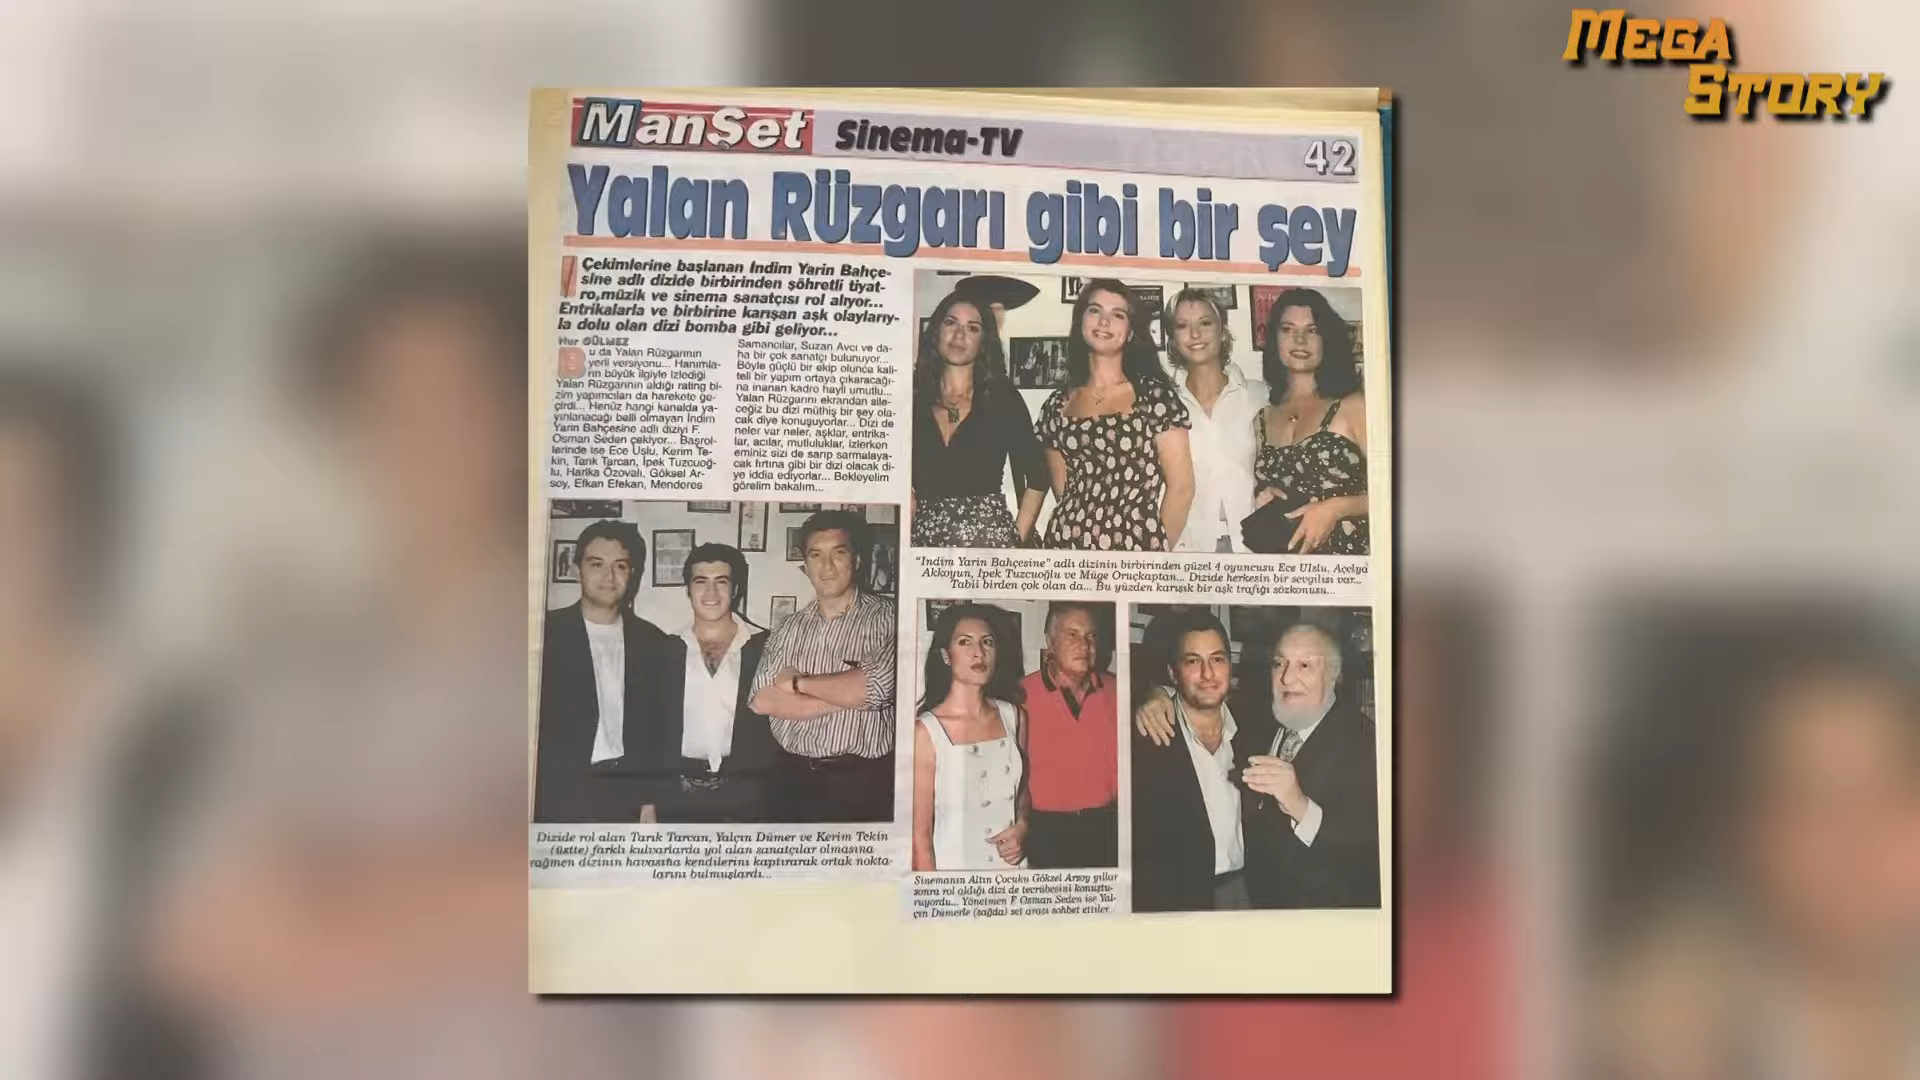 MEGA
STORY
ManŞet Sinema-TV 42
Yalan Rüzgarı gibi bir şey
Çekimlerine başlanan İndim Yarin Bahçe-
sine adlı dizide birbirinden şöhretli tiyat-
ro,müzik ve sinema sanatçısı rol alıyor...
Entrikalarla ve birbirine karışan aşk olaylarıy-
la dolu olan dizi bomba gibi geliyor...
Nur GÜLMEZ
Bu da Yalan Rüzgarının
yerli versiyonu... Hanımla-
rın büyük ilgiyle izlediği
Yalan Rüzgarının aldığı rating bi-
zim yapımcıları da harekete ge-
çirdi... Henüz hangi kanalda ya-
yınlanacağı belli olmayan İndim
Yarin Bahçesine adlı diziyi F.
Osman Seden çekiyor... Başrol-
lerinde ise Ece Uslu, Kerim Te-
kin, Tarık Tarcan, İpek Tuzcuoğ-
lu, Harika Özovalı, Göksel Ar-
soy, Efkan Efekan, Menderes
Samancılar, Suzan Avcı ve da-
ha bir çok sanatçı bulunuyor...
Böyle güçlü bir ekip olunca kali-
teli bir yapım ortaya çıkaracağı-
na inanan kadro hayli umutlu...
Yalan Rüzgarını ekrandan sile-
ceğiz bu dizi müthiş bir şey ola-
cak diye konuşuyorlar... Dizi de
neler var neler, aşklar, entrika-
lar, acılar, mutluluklar, izlerken
eminiz sizi de sarıp sarmalaya-
cak fırtına gibi bir dizi olacak di-
ye iddia ediyorlar... Bekleyelim
görelim bakalım...
"Indim Yarin Bahçesine" adlı dizinin birbirinden güzel 4 oyuncusu Ece Uslu, Açelya
Akkoyun, İpek Tuzcuoğlu ve Müge Oruçkaptan... Dizide herkesin bir sevgilisi var...
Tabii birden çok olan da... Bu yüzden karışık bir aşk trafiği sözkonusu...
Dizide rol alan Tarık Tarcan, Yalçın Dümer ve Kerim Tekin
(üstte) farklı kulvarlarda yol alan sanatçılar olmasına
rağmen dizinin havasına kendilerini kaptırarak ortak nokta-
larını bulmuşlardı...
Sinemanın Altın Çocuku Göksel Arsoy yıllar
sonra rol aldığı dizi de tecrübesini konuştu-
ruyordu... Yönetmen F. Osman Seden ise Yal-
çın Dümerle (sağda) set arası sohbet ettiler